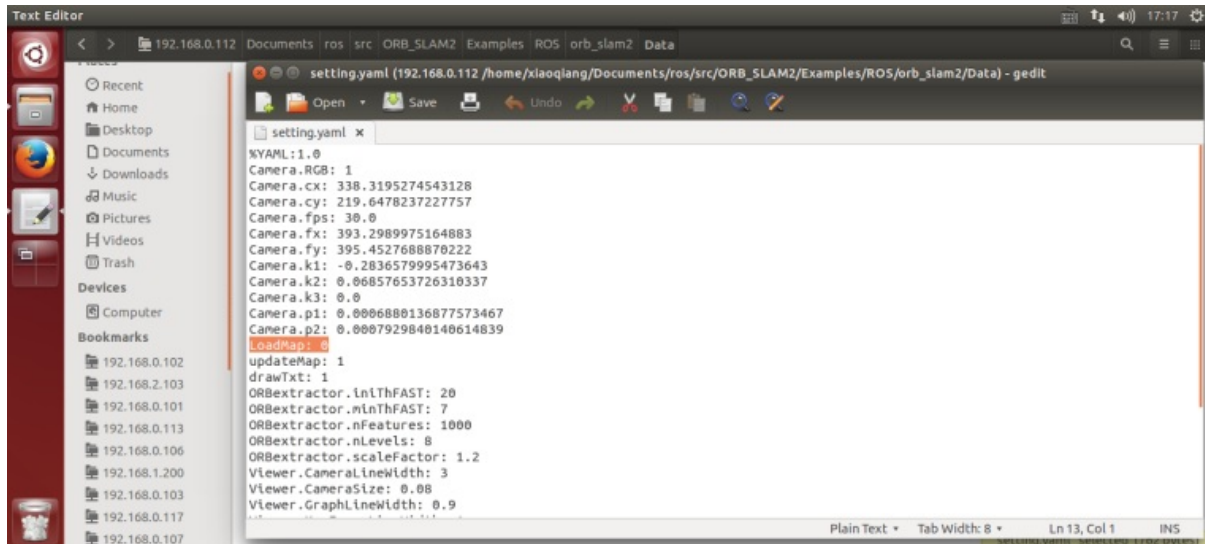 Text Editor
17:17
192.168.0.112 Documents ros src ORB_SLAM2 Examples ROS orb_slam2 Data
Places
Recent
Home
Desktop
Documents
Downloads
Music
Pictures
Videos
Trash
Devices
Computer
Bookmarks
192.168.0.102
192.168.2.103
192.168.0.101
192.168.0.113
192.168.0.106
192.168.1.200
192.168.0.103
192.168.0.117
192.168.0.107
setting.yaml (192.168.0.112 /home/xiaoqiang/Documents/ros/src/ORB_SLAM2/Examples/ROS/orb_slam2/Data) - gedit
Open Save Undo
setting.yaml
%YAML:1.0
Camera.RGB: 1
Camera.cx: 338.3195274543128
Camera.cy: 219.6478237227757
Camera.fps: 30.0
Camera.fx: 393.2989975164883
Camera.fy: 395.4527688870222
Camera.k1: -0.2836579995473643
Camera.k2: 0.06857653726310337
Camera.k3: 0.0
Camera.p1: 0.0006880136877573467
Camera.p2: 0.0007929840140614839
LoadMap: 0
updateMap: 1
drawTxt: 1
ORBextractor.iniThFAST: 20
ORBextractor.minThFAST: 7
ORBextractor.nFeatures: 1000
ORBextractor.nLevels: 8
ORBextractor.scaleFactor: 1.2
Viewer.CameraLineWidth: 3
Viewer.CameraSize: 0.08
Viewer.GraphLineWidth: 0.9
Plain Text Tab Width: 8 Ln 13, Col 1 INS